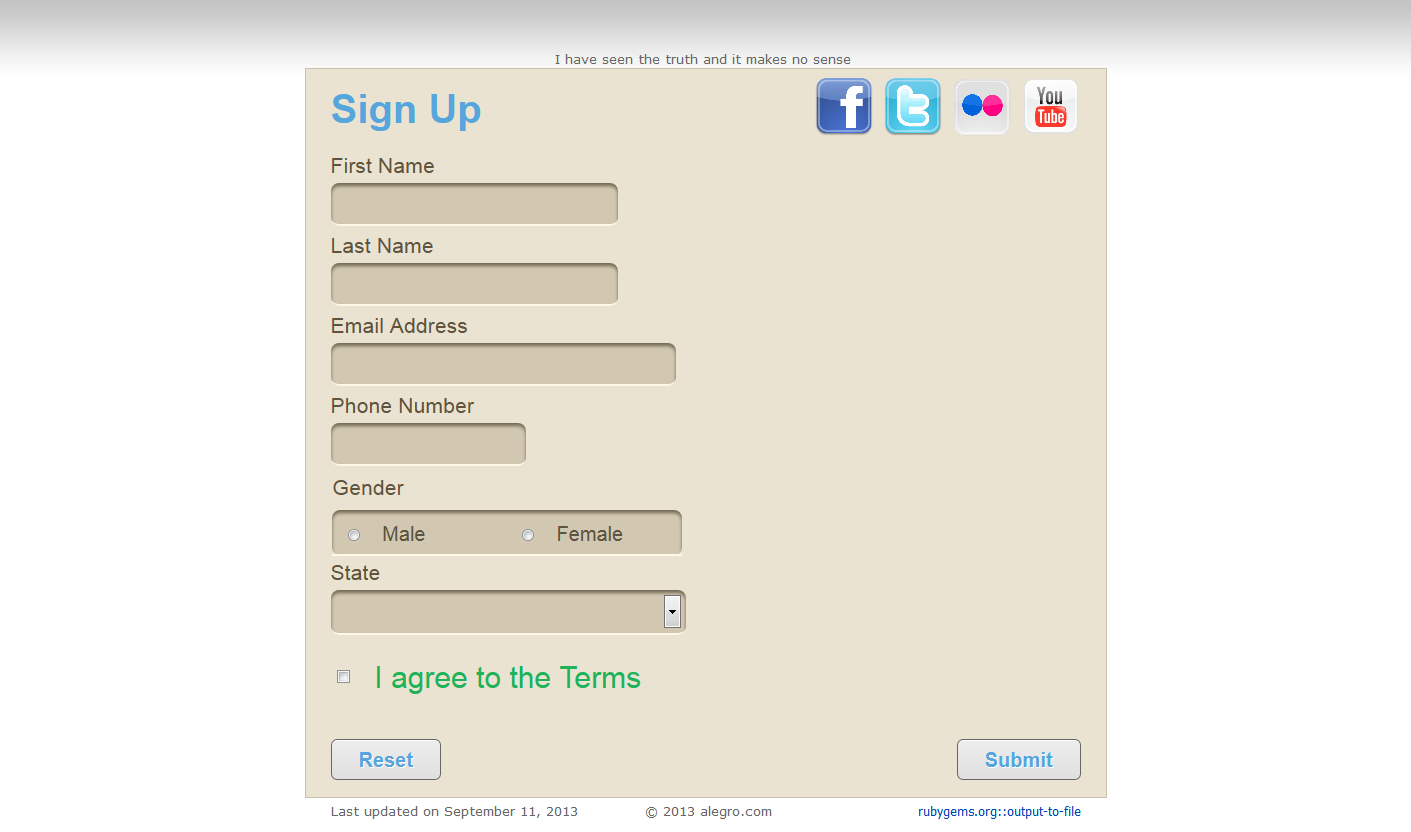 I have seen the truth and it makes no sense
Sign Up
f
t
You
Tube
First Name
Last Name
Email Address
Phone Number
Gender
Male Female
State
I agree to the Terms
Reset Submit
Last updated on September 11, 2013 © 2013 alegro.com rubygems.org::output-to-file